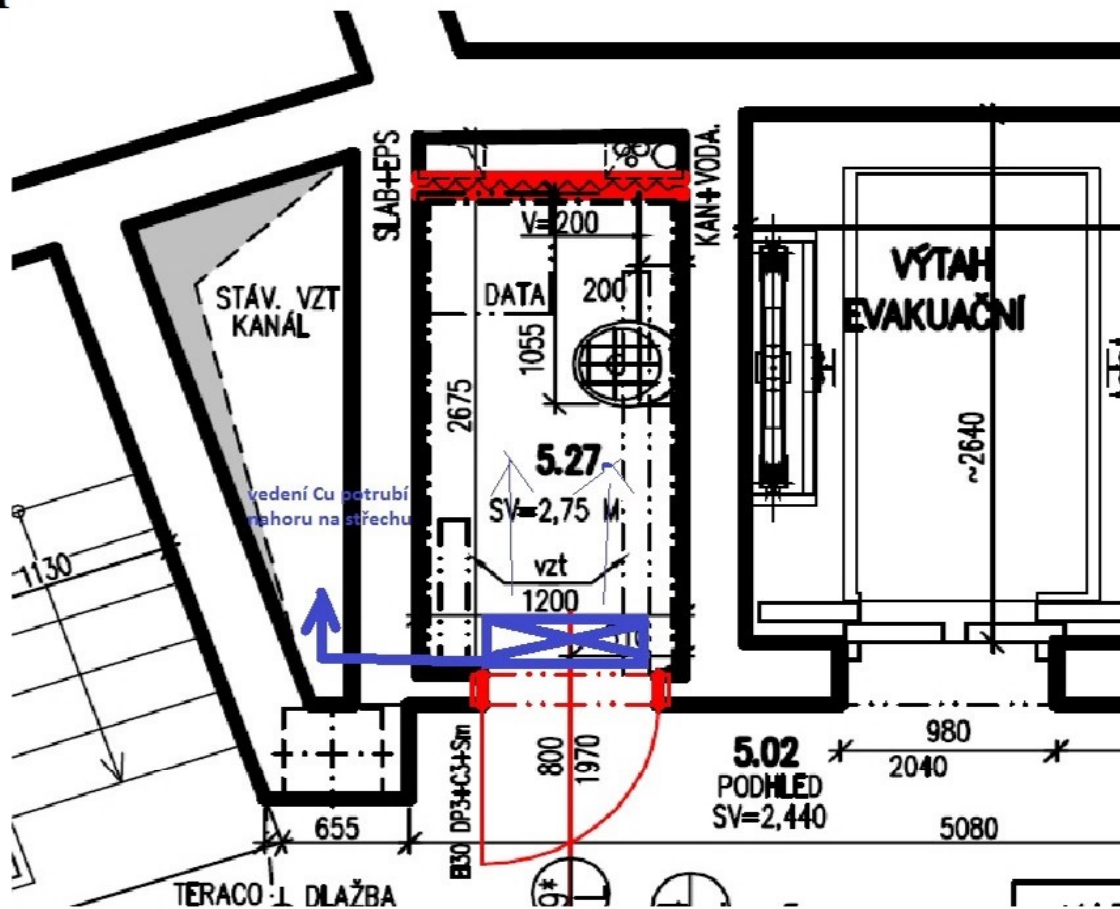 SILAB+EPS
KAN+VODA.
V=200
STÁV. VZT
KANÁL
DATA
200
VÝTAH
EVAKUAČNÍ
1055
2675
~2640
5.27
SV=2,75 M
vedení Cu potrubí
nahoru na střechu
1130
vzt
1200
EI30 DP3+C3+Sm
800
1970
5.02
PODHLED
SV=2,440
980
2040
655
5080
TERACO
DLAŽBA